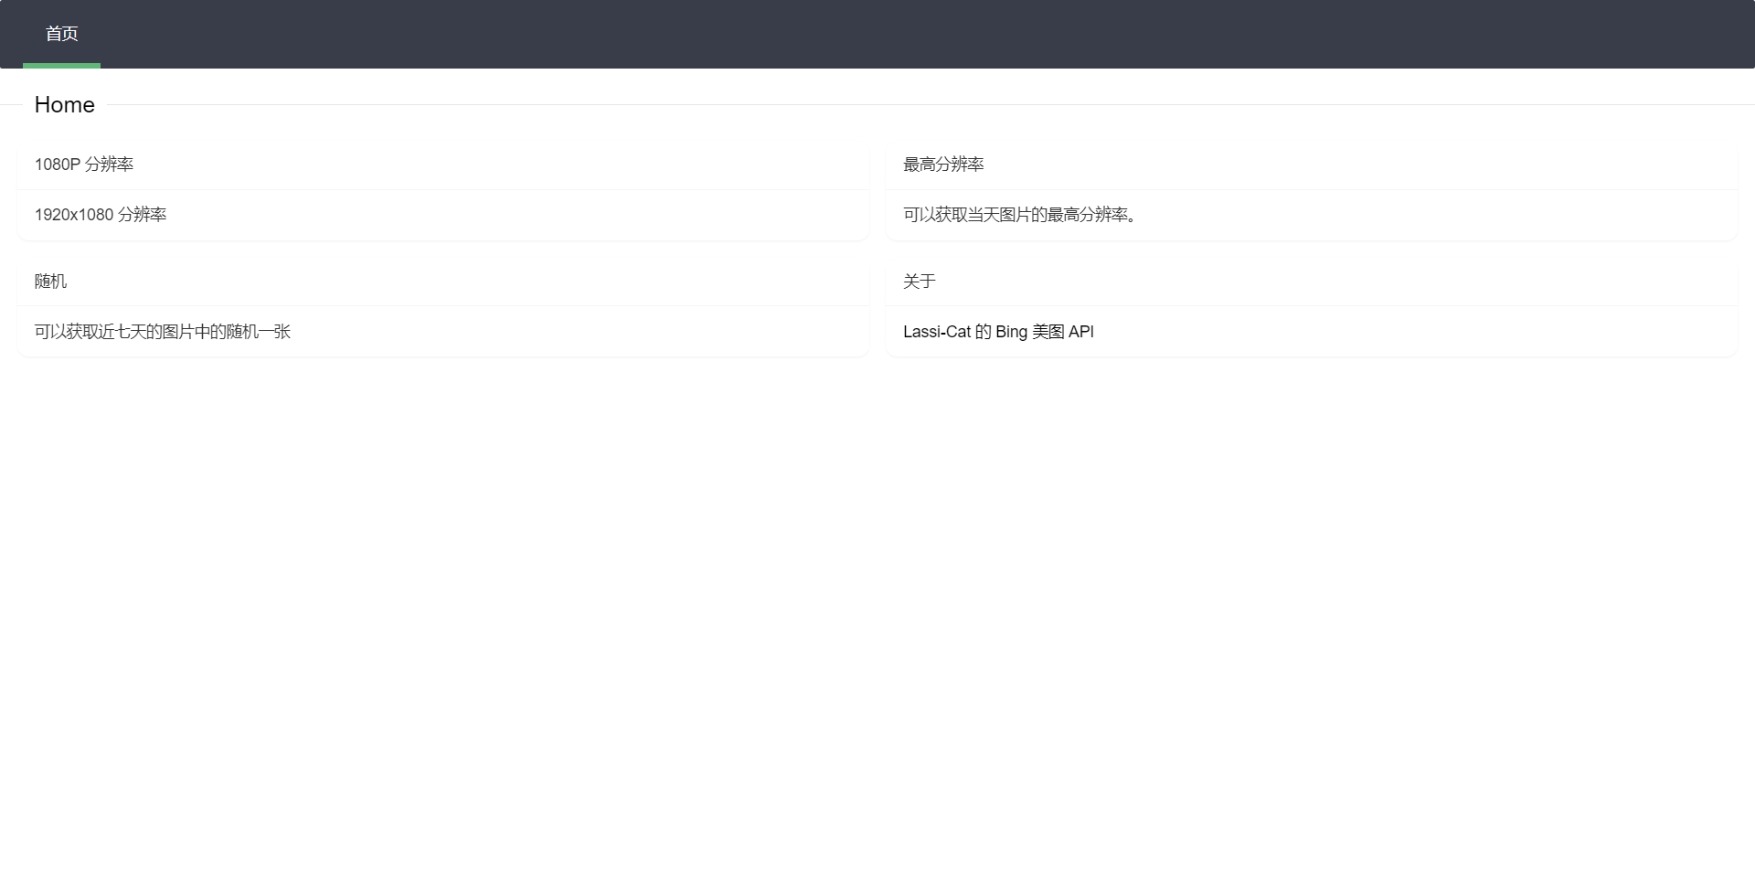 首页
Home
1080P 分辨率
1920x1080 分辨率
最高分辨率
可以获取当天图片的最高分辨率。
随机
可以获取近七天的图片中的随机一张
关于
Lassi-Cat 的 Bing 美图 API